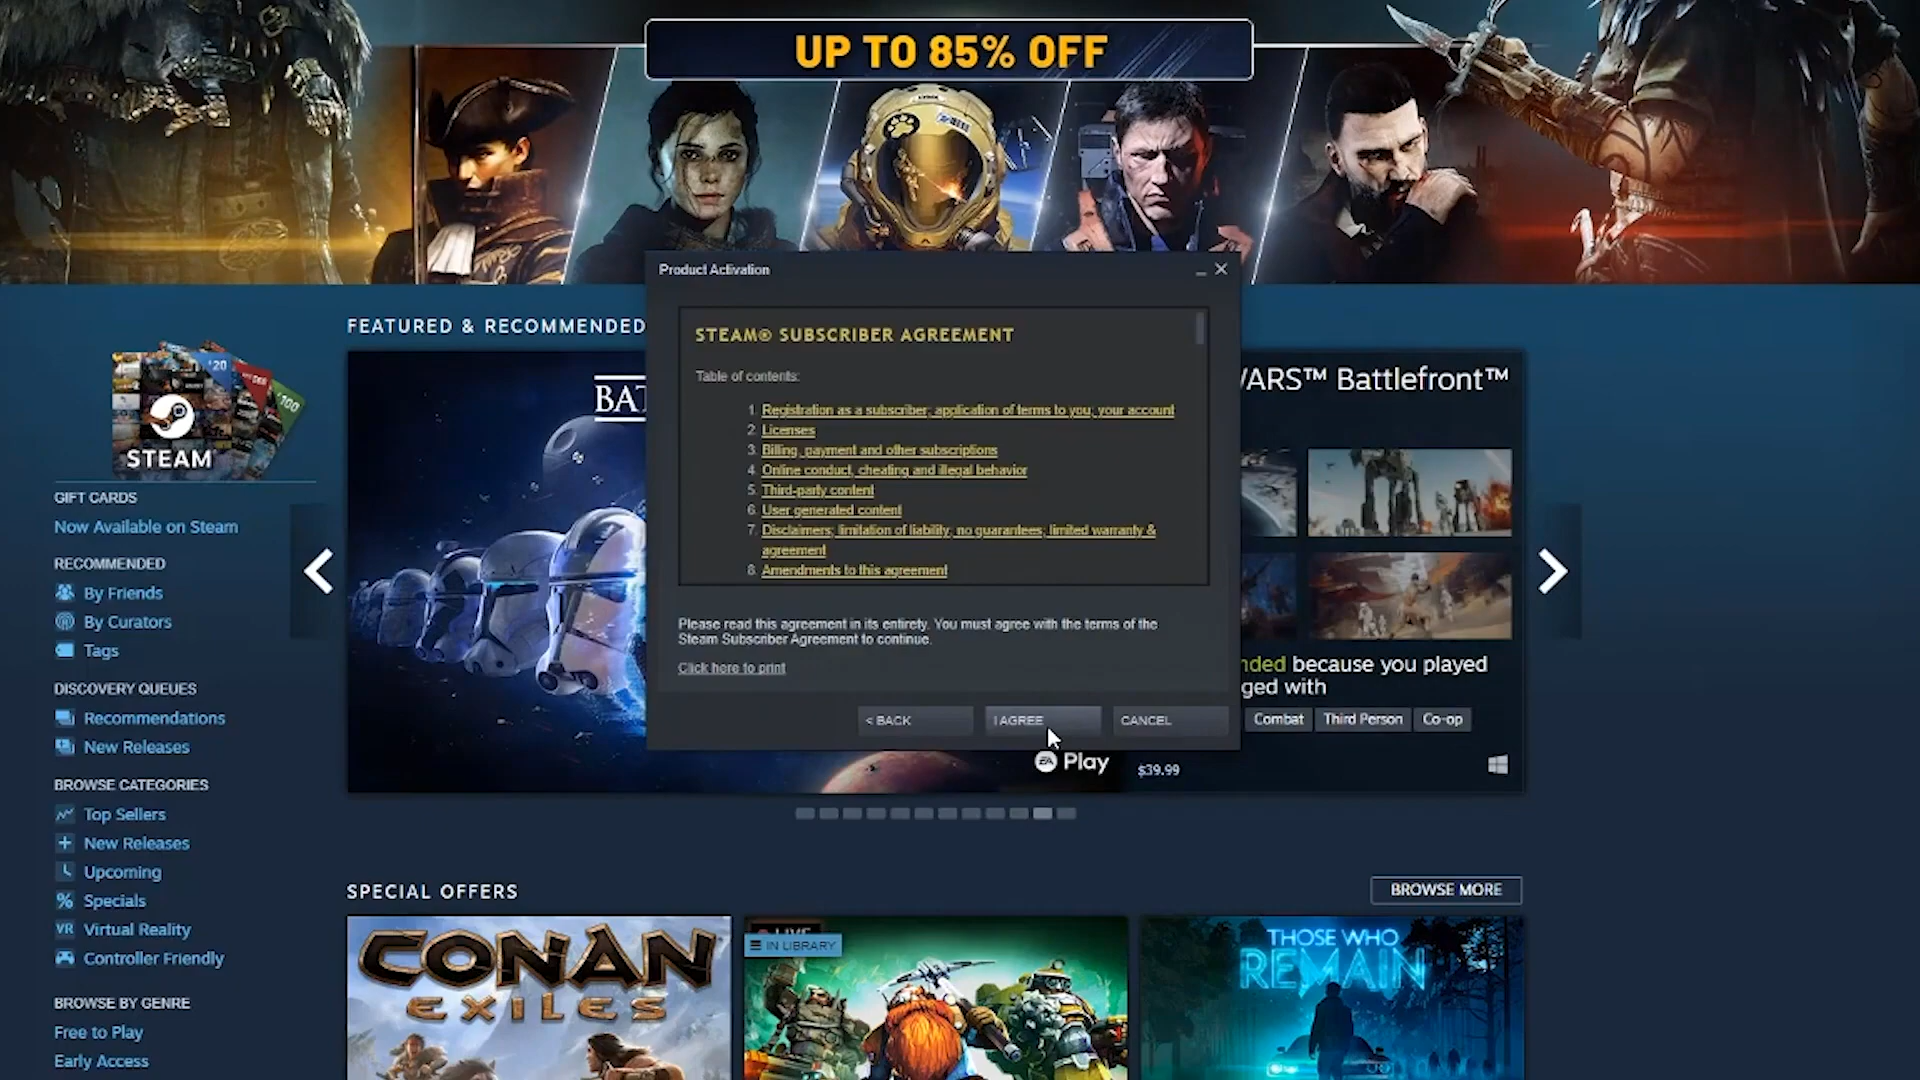 UP TO 85% OFF
Product Activation
STEAM® SUBSCRIBER AGREEMENT
Table of contents:
1. Registration as a subscriber; application of terms to you; your account
2. Licenses
3. Billing, payment and other subscriptions
4. Online conduct, cheating and illegal behavior
5. Third-party content
6. User generated content
7. Disclaimers; limitation of liability; no guarantees; limited warranty &
agreement
8. Amendments to this agreement
Please read this agreement in its entirety. You must agree with the terms of the
Steam Subscriber Agreement to continue.
Click here to print
< BACK
I AGREE
CANCEL
STEAM
GIFT CARDS
Now Available on Steam
RECOMMENDED
By Friends
By Curators
Tags
DISCOVERY QUEUES
Recommendations
New Releases
BROWSE CATEGORIES
Top Sellers
New Releases
Upcoming
Specials
VR Virtual Reality
Controller Friendly
BROWSE BY GENRE
Free to Play
Early Access
FEATURED & RECOMMENDED
BAT
WARS™ Battlefront™
nded because you played
ged with
Combat
Third Person
Co-op
EA Play
$39.99
SPECIAL OFFERS
BROWSE MORE
CONAN
EXILES
LIVE
IN LIBRARY
THOSE WHO
REMAIN